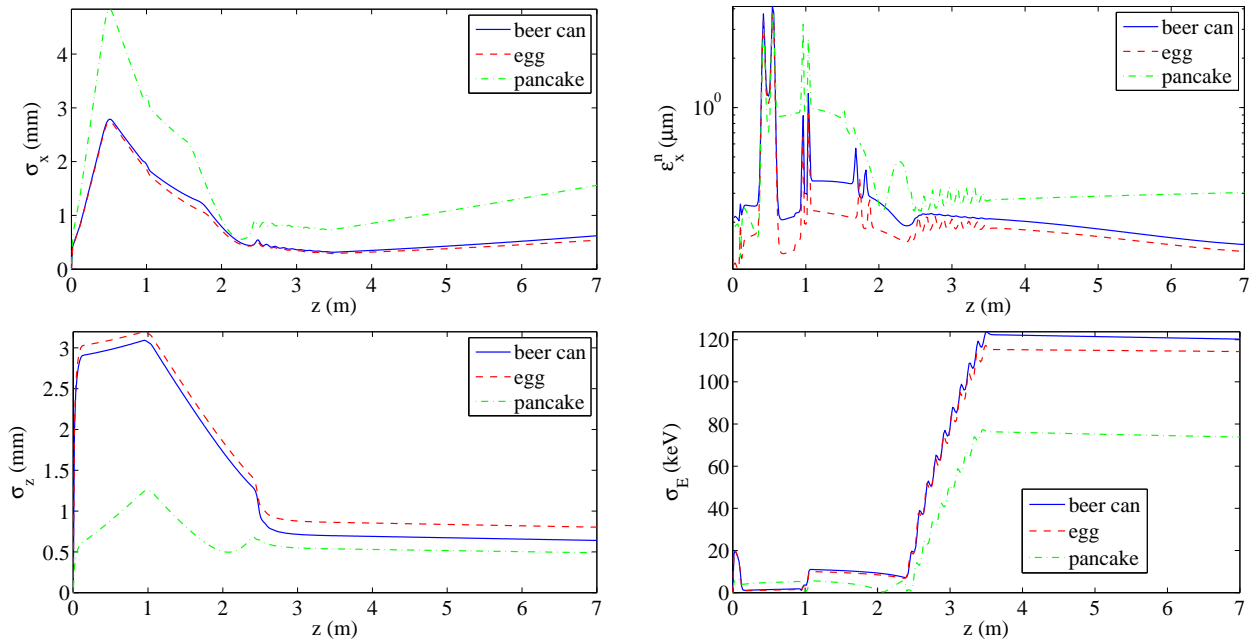 σ_x (mm)
4
3
2
1
0
0 1 2 3 4 5 6 7
z (m)
beer can
egg
pancake
ε_x^n (μm)
10^0
0 1 2 3 4 5 6 7
z (m)
beer can
egg
pancake
σ_z (mm)
3
2.5
2
1.5
1
0.5
0
0 1 2 3 4 5 6 7
z (m)
beer can
egg
pancake
σ_E (keV)
120
100
80
60
40
20
0
0 1 2 3 4 5 6 7
z (m)
beer can
egg
pancake